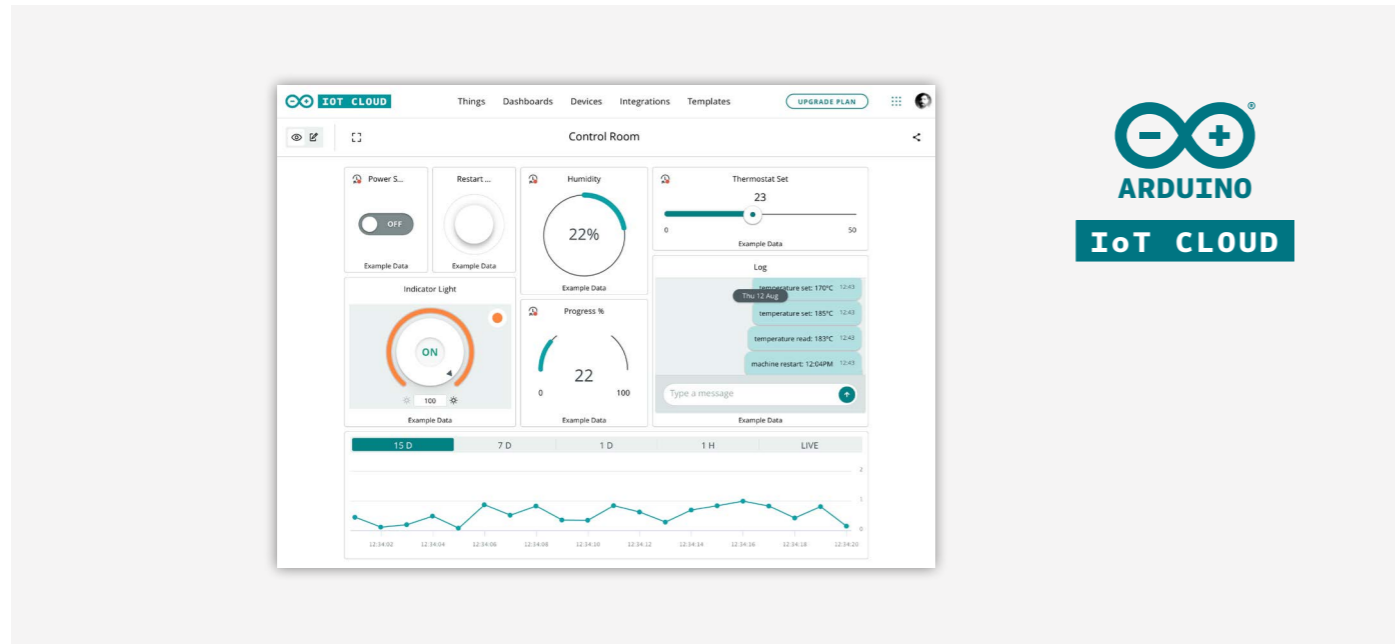 IOT CLOUD Things Dashboards Devices Integrations Templates UPGRADE PLAN
Control Room
Power S...
OFF
Example Data
Restart ...
Example Data
Humidity
22%
Example Data
Thermostat Set
23
0 50
Example Data
Indicator Light
ON
100
Example Data
Progress %
22
0 100
Example Data
Log
temperature set: 170°C 12:43
Thu 12 Aug
temperature set: 185°C 12:43
temperature read: 183°C 12:43
machine restart: 12:04PM 12:43
Type a message
Example Data
15 D 7 D 1 D 1 H LIVE
2
1
0
12:34:02 12:34:04 12:34:06 12:34:08 12:34:10 12:34:12 12:34:14 12:34:16 12:34:18 12:34:20
®
ARDUINO
IoT CLOUD